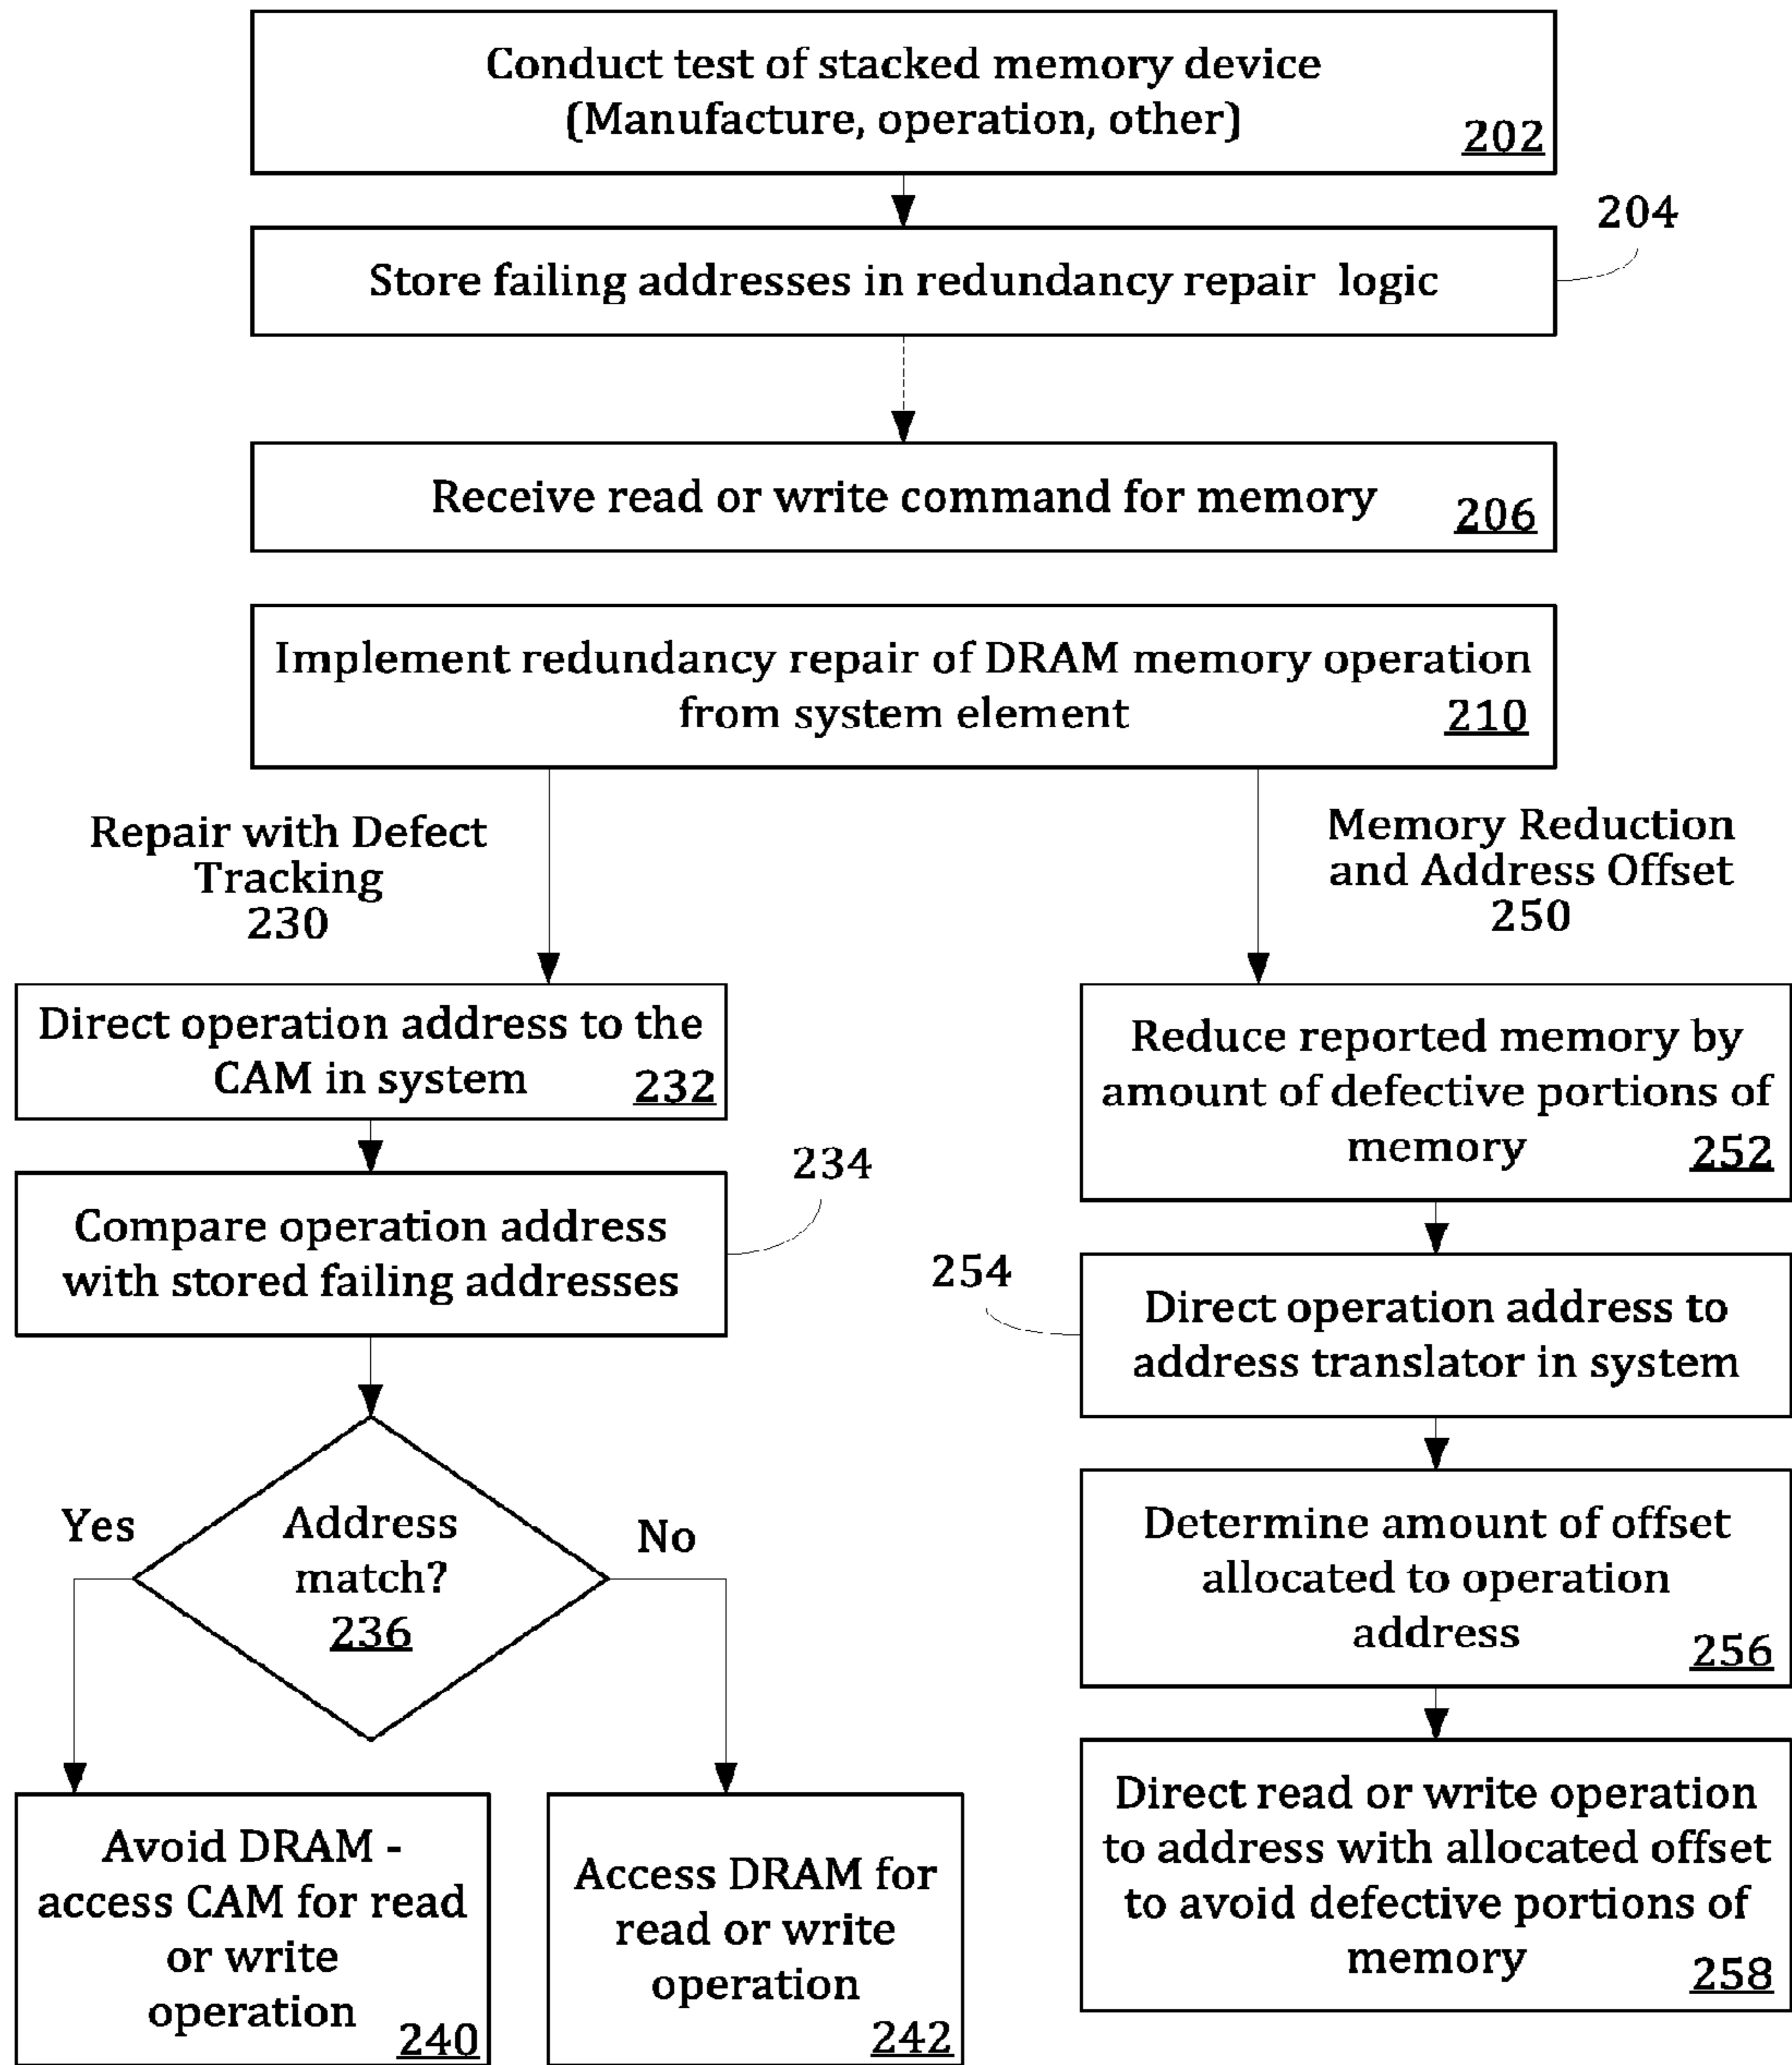 Conduct test of stacked memory device
(Manufacture, operation, other)
202
204
Store failing addresses in redundancy repair logic
Receive read or write command for memory
206
Implement redundancy repair of DRAM memory operation
from system element
210
Repair with Defect
Tracking
230
Memory Reduction
and Address Offset
250
Direct operation address to the
CAM in system
232
234
Compare operation address
with stored failing addresses
Address
match?
236
Yes
No
Avoid DRAM -
access CAM for read
or write
operation
240
Access DRAM for
read or write
operation
242
Reduce reported memory by
amount of defective portions of
memory
252
254
Direct operation address to
address translator in system
Determine amount of offset
allocated to operation
address
256
Direct read or write operation
to address with allocated offset
to avoid defective portions of
memory
258